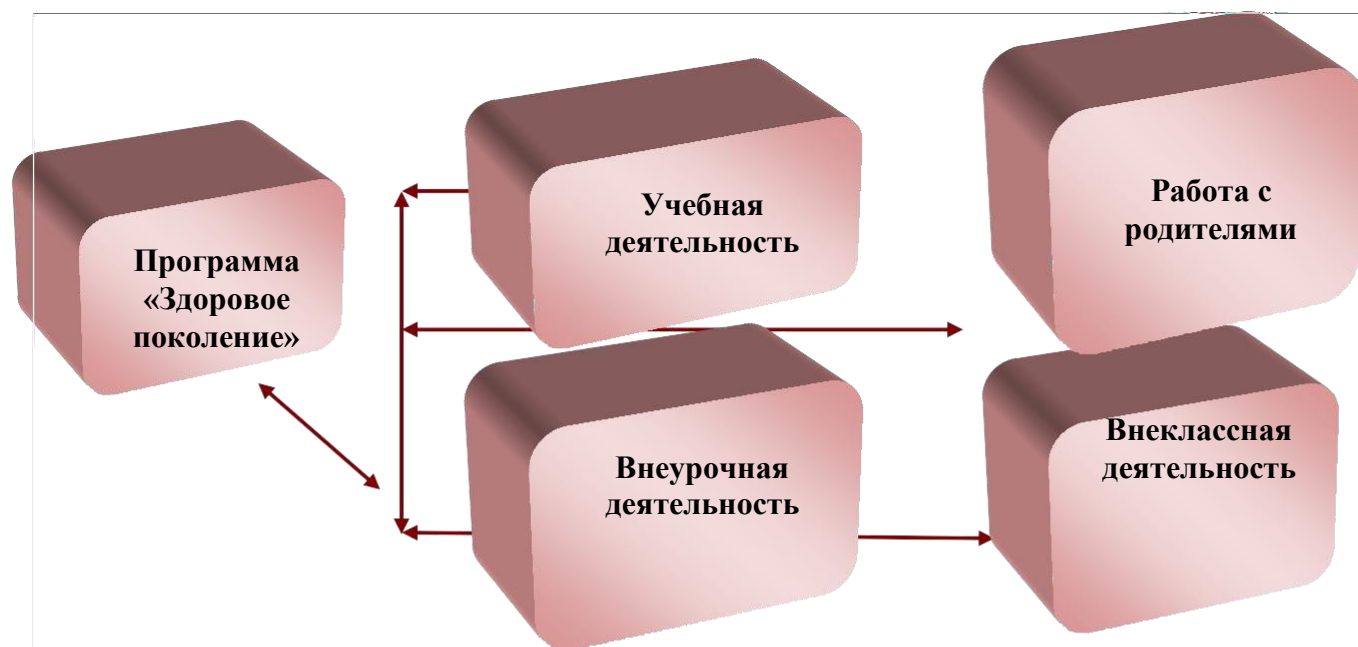 Программа
«Здоровое
поколение»
Учебная
деятельность
Работа с
родителями
Внеурочная
деятельность
Внеклассная
деятельность